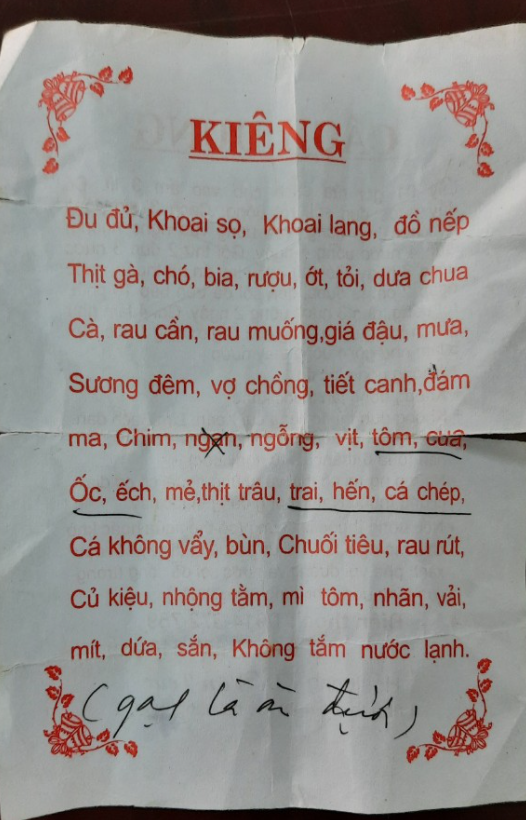 KIÊNG
Đu đủ, Khoai sọ, Khoai lang, đồ nếp
Thịt gà, chó, bia, rượu, ớt, tỏi, dưa chua
Cà, rau cần, rau muống,giá đậu, mưa,
Sương đêm, vợ chồng, tiết canh,đám
ma, Chim, ngan, ngỗng, vịt, tôm, cua,
Ốc, ếch, mẻ,thịt trâu, trai, hến, cá chép,
Cá không vẩy, bùn, Chuối tiêu, rau rút,
Củ kiệu, nhộng tằm, mì tôm, nhãn, vải,
mít, dứa, sắn, Không tắm nước lạnh.
(gạch là ăn được)